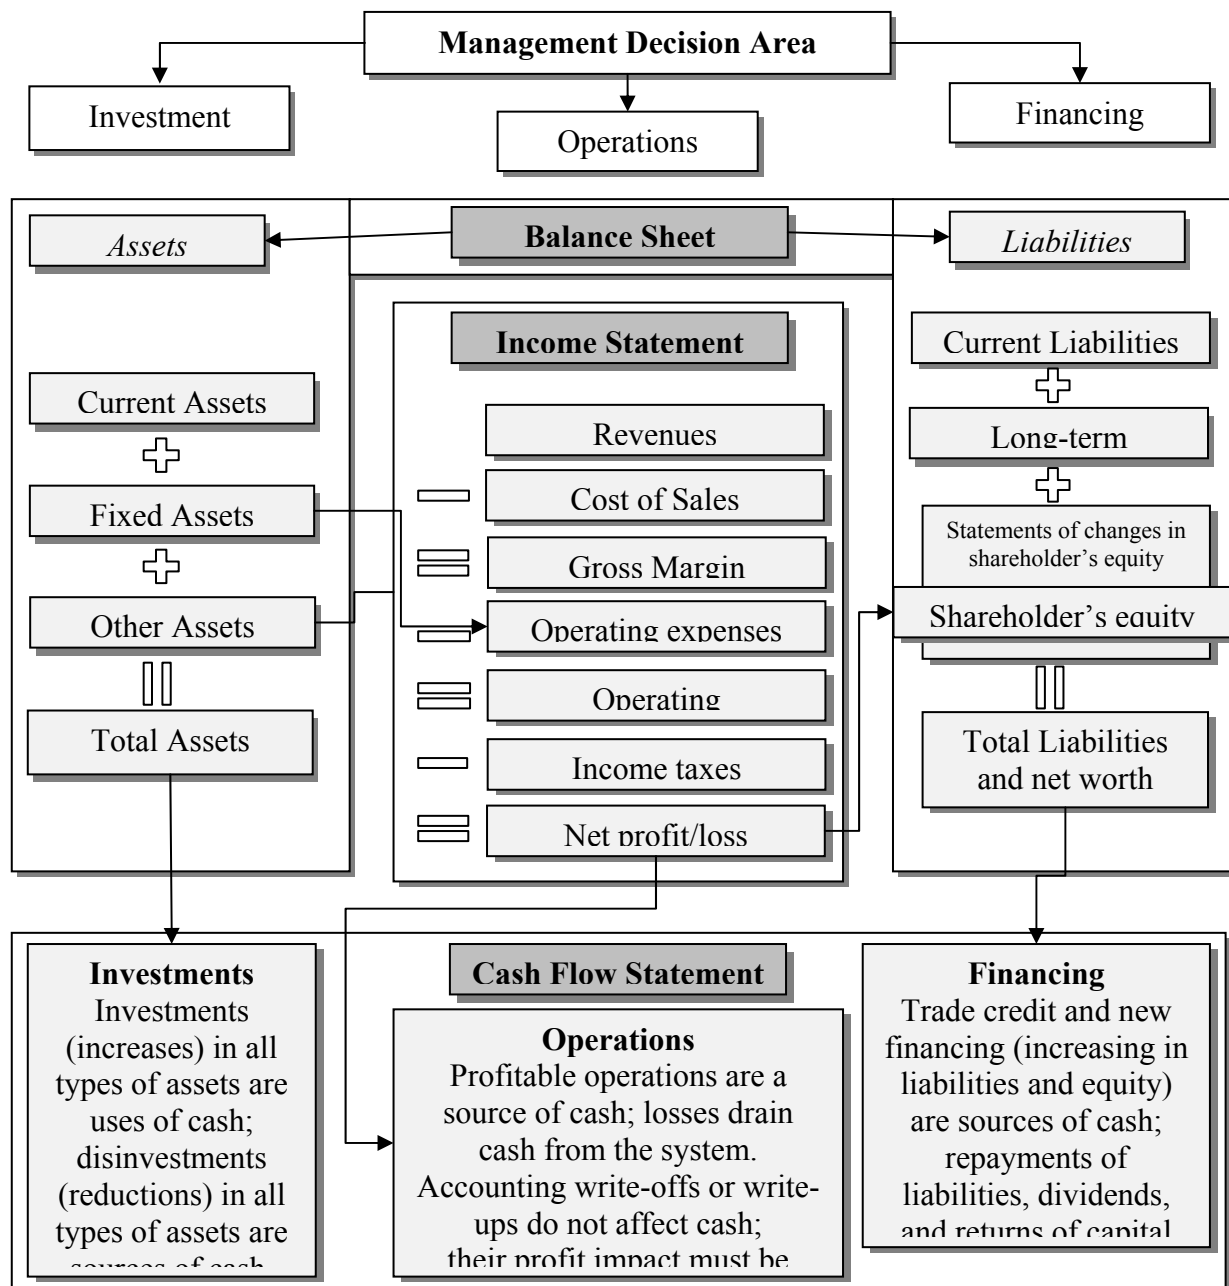 Management Decision Area
Investment
Operations
Financing
Balance Sheet
Assets
Liabilities
Current Assets
Fixed Assets
Other Assets
Total Assets
Income Statement
Revenues
Cost of Sales
Gross Margin
Operating expenses
Operating
Income taxes
Net profit/loss
Current Liabilities
Long-term
Statements of changes in
shareholder’s equity
Shareholder’s equity
Total Liabilities
and net worth
Cash Flow Statement
Investments
Investments
(increases) in all
types of assets are
uses of cash;
disinvestments
(reductions) in all
types of assets are
sources of cash
Operations
Profitable operations are a
source of cash; losses drain
cash from the system.
Accounting write-offs or write-
ups do not affect cash;
their profit impact must be
Financing
Trade credit and new
financing (increasing in
liabilities and equity)
are sources of cash;
repayments of
liabilities, dividends,
and returns of capital